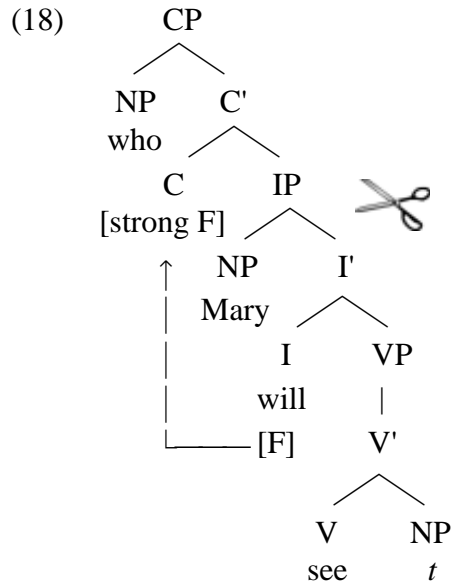 (18) CP
NP C'
who
C IP
[strong F]
NP I'
Mary
I VP
will
[F] V'
V NP
see t